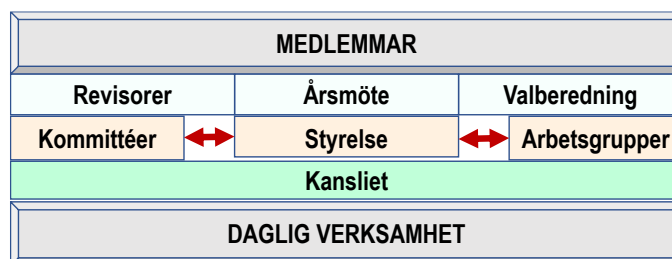 MEDLEMMAR
Revisorer Årsmöte Valberedning
Kommittéer Styrelse Arbetsgrupper
Kansliet
DAGLIG VERKSAMHET